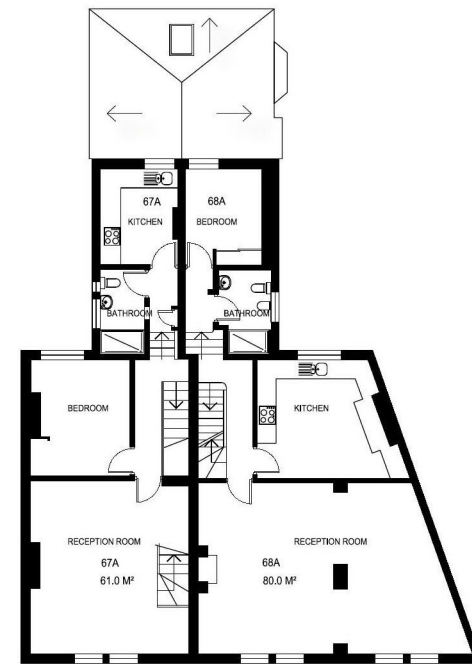 67A
KITCHEN
68A
BEDROOM
BATHROOM
BATHROOM
BEDROOM
KITCHEN
RECEPTION ROOM
67A
61.0 M²
RECEPTION ROOM
68A
80.0 M²